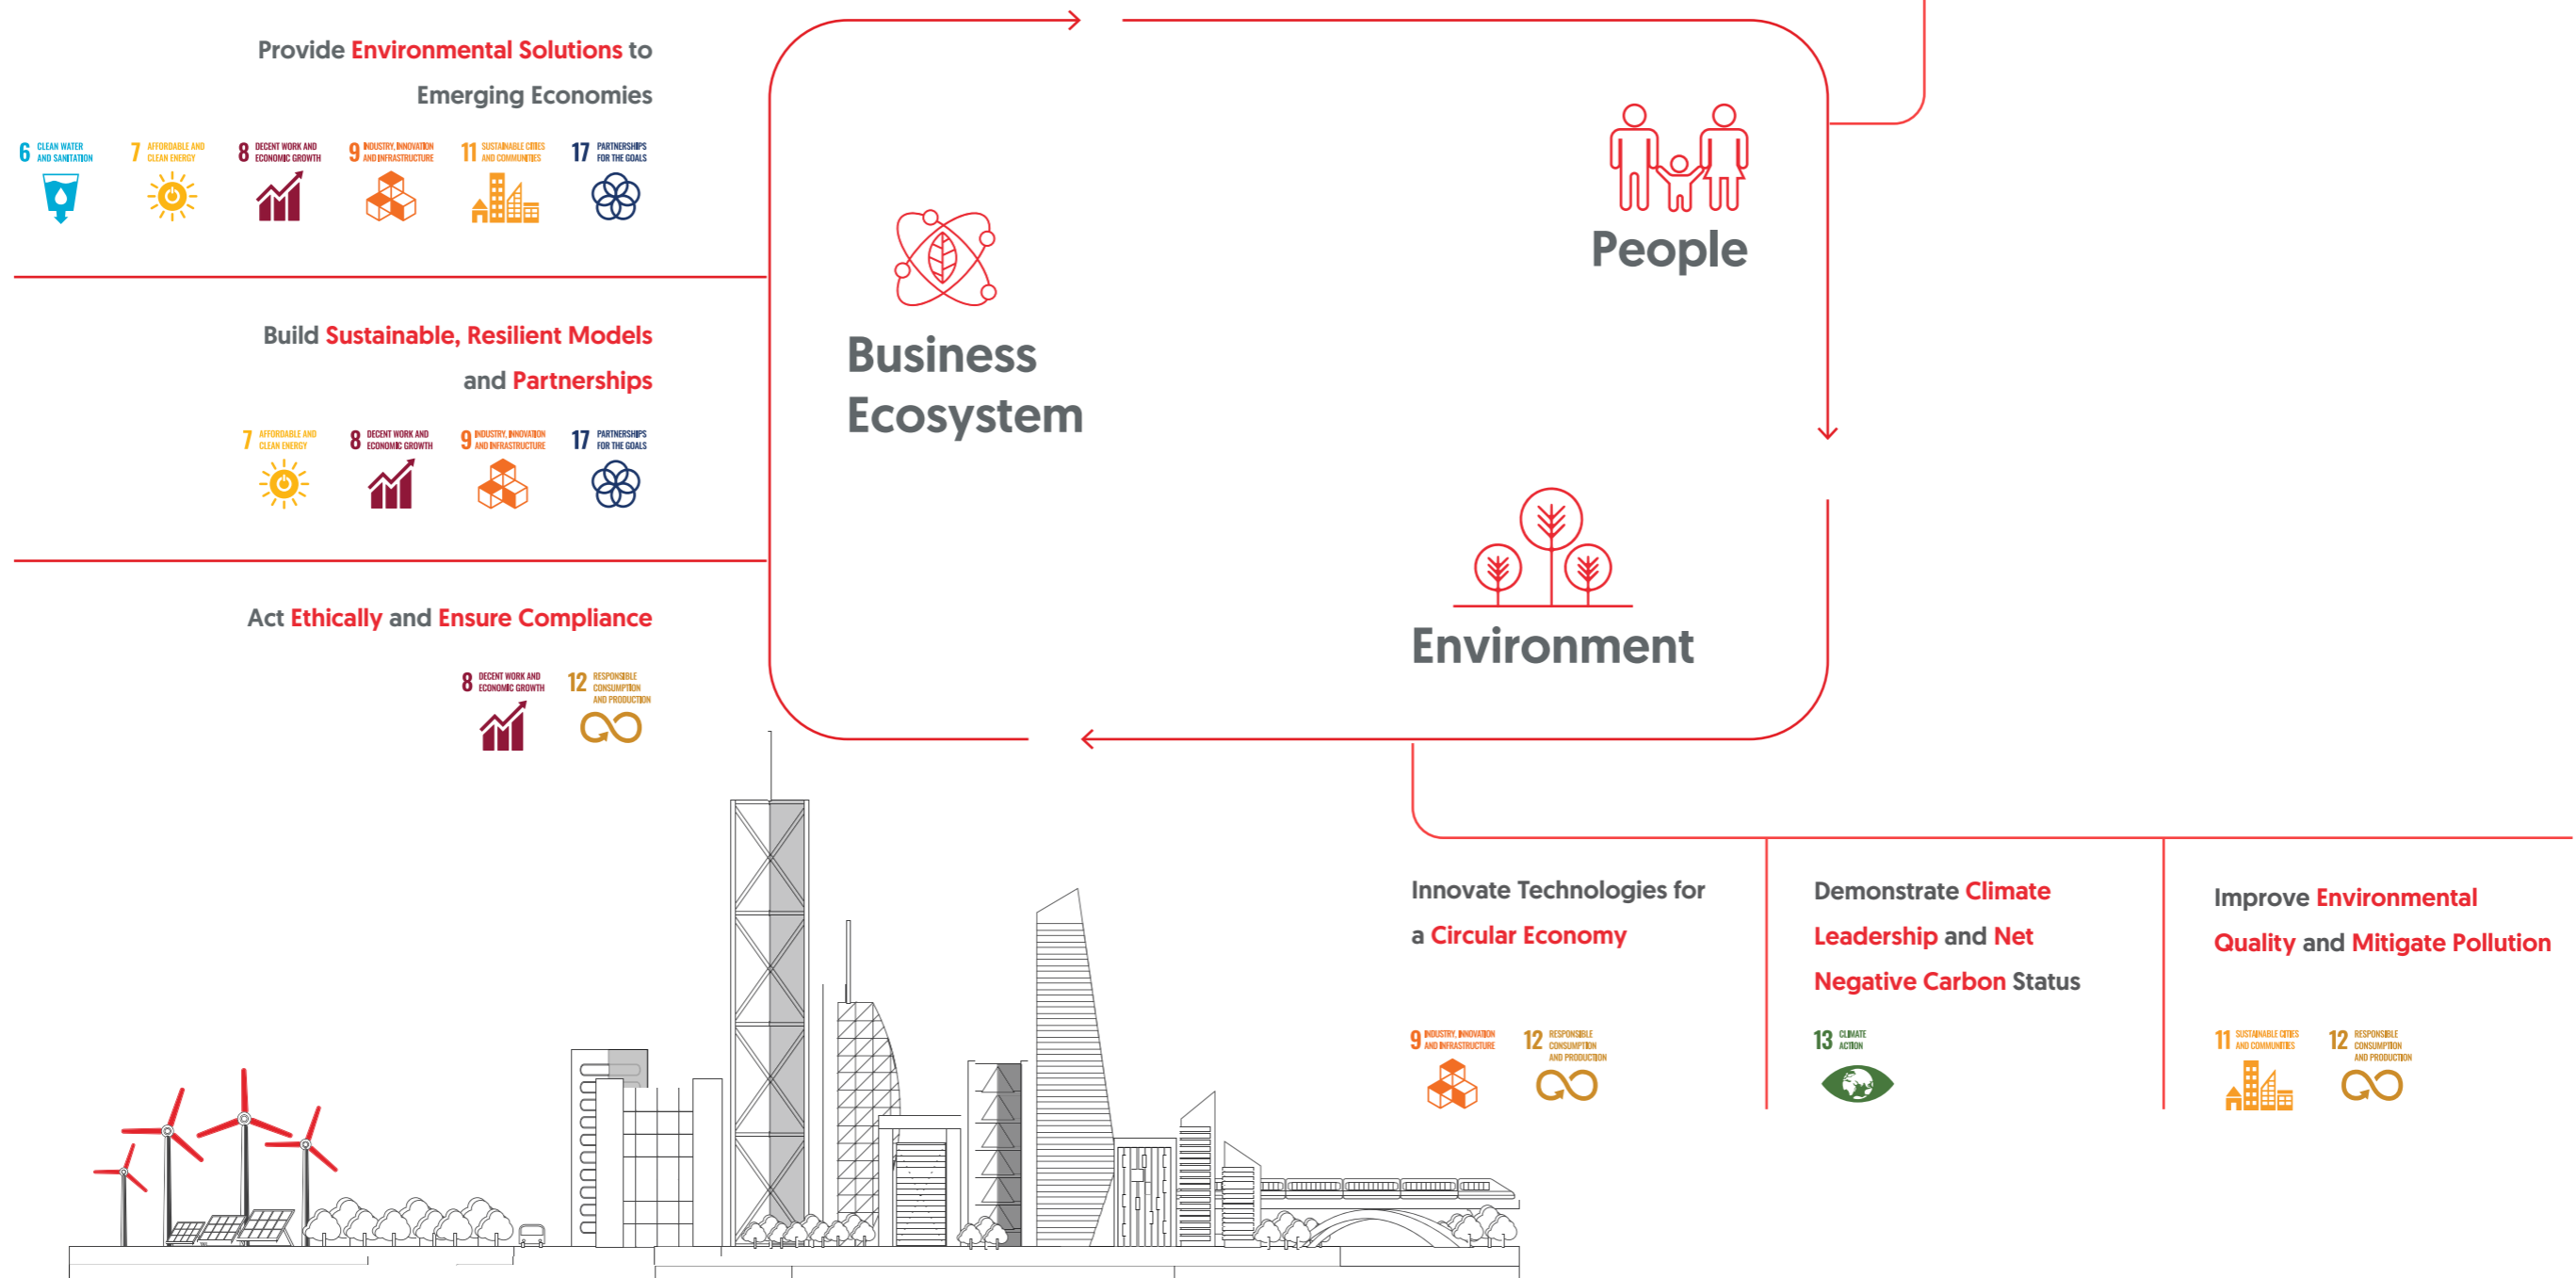 Provide Environmental Solutions to
Emerging Economies
6 CLEAN WATER
AND SANITATION
7 AFFORDABLE AND
CLEAN ENERGY
8 DECENT WORK AND
ECONOMIC GROWTH
9 INDUSTRY, INNOVATION
AND INFRASTRUCTURE
11 SUSTAINABLE CITIES
AND COMMUNITIES
17 PARTNERSHIPS
FOR THE GOALS
Build Sustainable, Resilient Models
and Partnerships
7 AFFORDABLE AND
CLEAN ENERGY
8 DECENT WORK AND
ECONOMIC GROWTH
9 INDUSTRY, INNOVATION
AND INFRASTRUCTURE
17 PARTNERSHIPS
FOR THE GOALS
Act Ethically and Ensure Compliance
8 DECENT WORK AND
ECONOMIC GROWTH
12 RESPONSIBLE
CONSUMPTION
AND PRODUCTION
Business
Ecosystem
People
Environment
Innovate Technologies for
a Circular Economy
9 INDUSTRY, INNOVATION
AND INFRASTRUCTURE
12 RESPONSIBLE
CONSUMPTION
AND PRODUCTION
Demonstrate Climate
Leadership and Net
Negative Carbon Status
13 CLIMATE
ACTION
Improve Environmental
Quality and Mitigate Pollution
11 SUSTAINABLE CITIES
AND COMMUNITIES
12 RESPONSIBLE
CONSUMPTION
AND PRODUCTION